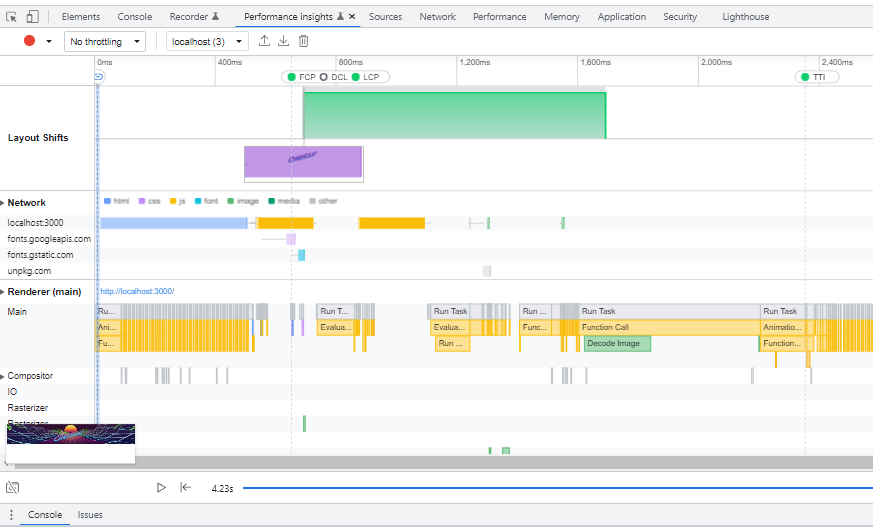 Elements Console Recorder Performance insights × Sources Network Performance Memory Application Security Lighthouse
No throttling localhost (3)
0ms 400ms 800ms 1,200ms 1,600ms 2,000ms 2,400ms
FCP DCL LCP TTI
Layout Shifts
Network html css js font image media other
localhost:3000
fonts.googleapis.com
fonts.gstatic.com
unpkg.com
Renderer (main) http://localhost:3000/
Main Ru... Run T... Run Task Run ... Run Task Run Task
Ani... Evalua... Evalua... Func... Function Call Animatio...
Fu... Run ... Decode Image Function...
Compositor
IO
Rasterizer
Rasterizer
4.23s
Console Issues